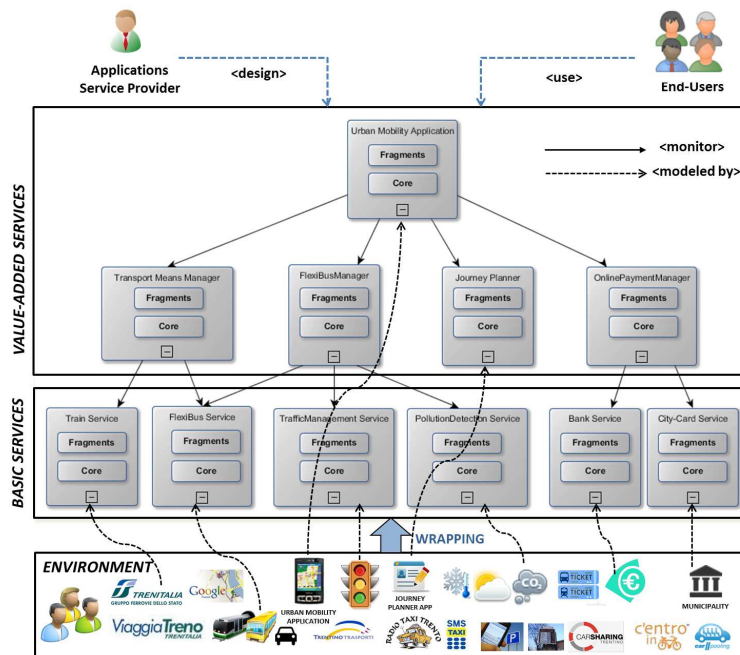 Applications
Service Provider
<design>
<use>
End-Users
VALUE-ADDED SERVICES
Urban Mobility Application
Fragments
Core
<monitor>
<modeled by>
Transport Means Manager
Fragments
Core
FlexiBusManager
Fragments
Core
Journey Planner
Fragments
Core
OnlinePaymentManager
Fragments
Core
BASIC SERVICES
Train Service
Fragments
Core
FlexiBus Service
Fragments
Core
TrafficManagement Service
Fragments
Core
PollutionDetection Service
Fragments
Core
Bank Service
Fragments
Core
City-Card Service
Fragments
Core
WRAPPING
ENVIRONMENT
TRENITALIA
GRUPPO FERROVIE DELLO STATO
Google
URBAN MOBILITY
APPLICATION
JOURNEY
PLANNER APP
CO2
TICKET
TICKET
€
MUNICIPALITY
ViaggiaTreno
TRENITALIA
TRENTINO TRASPORTI
RADIO TAXI TRENTO
SMS
TAXI
P
CARSHARING
TRENTINO
c'entro
in
car pooling